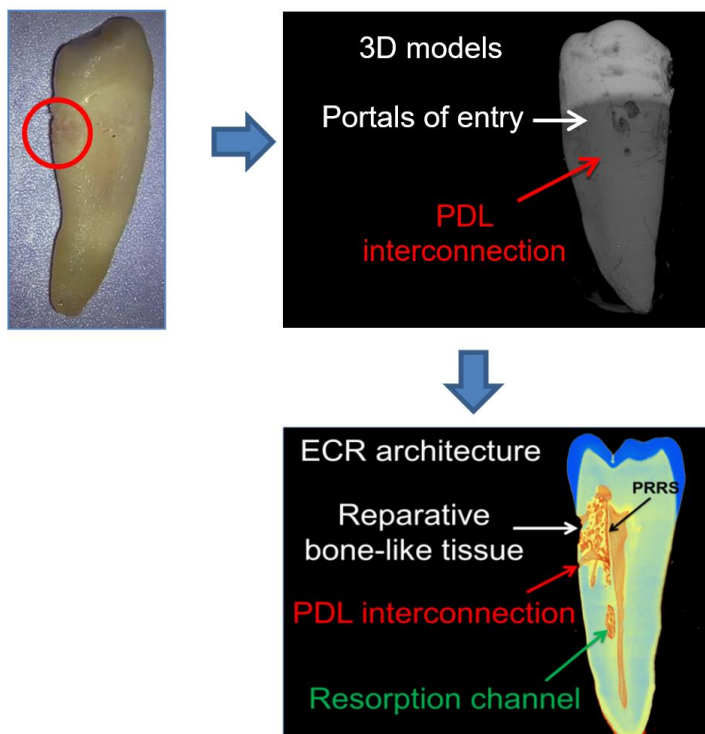 3D models
Portals of entry
PDL
interconnection
ECR architecture
PRRS
Reparative
bone-like tissue
PDL interconnection
Resorption channel